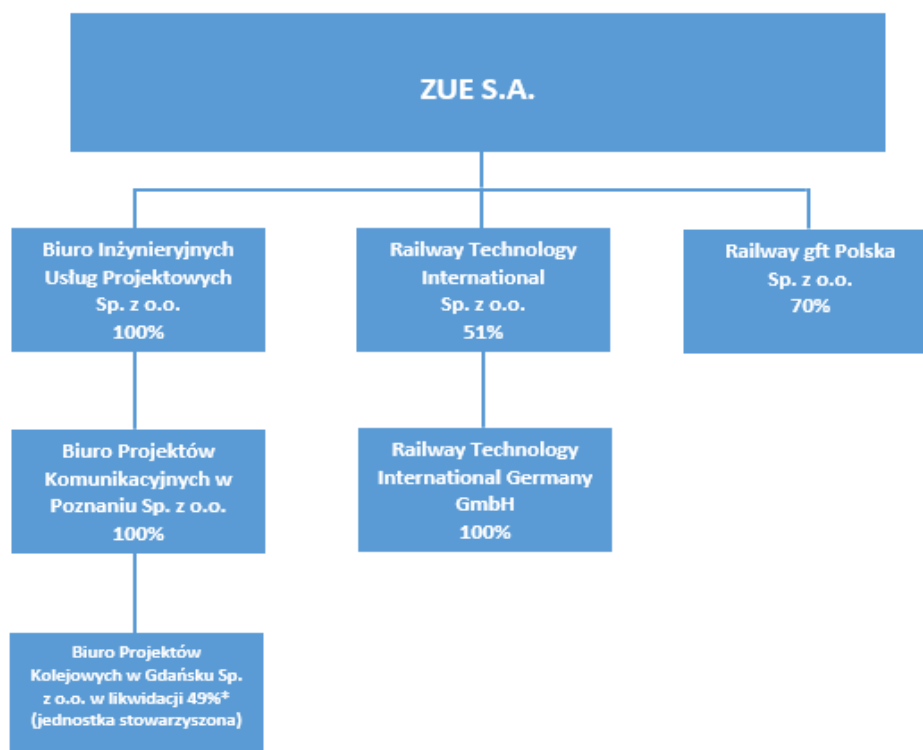 ZUE S.A.
Biuro Inżynieryjnych
Usług Projektowych
Sp. z o.o.
100%
Railway Technology
International
Sp. z o.o.
51%
Railway gft Polska
Sp. z o.o.
70%
Biuro Projektów
Komunikacyjnych w
Poznaniu Sp. z o.o.
100%
Railway Technology
International Germany
GmbH
100%
Biuro Projektów
Kolejowych w Gdańsku Sp.
z o.o. w likwidacji 49%*
(jednostka stowarzyszona)